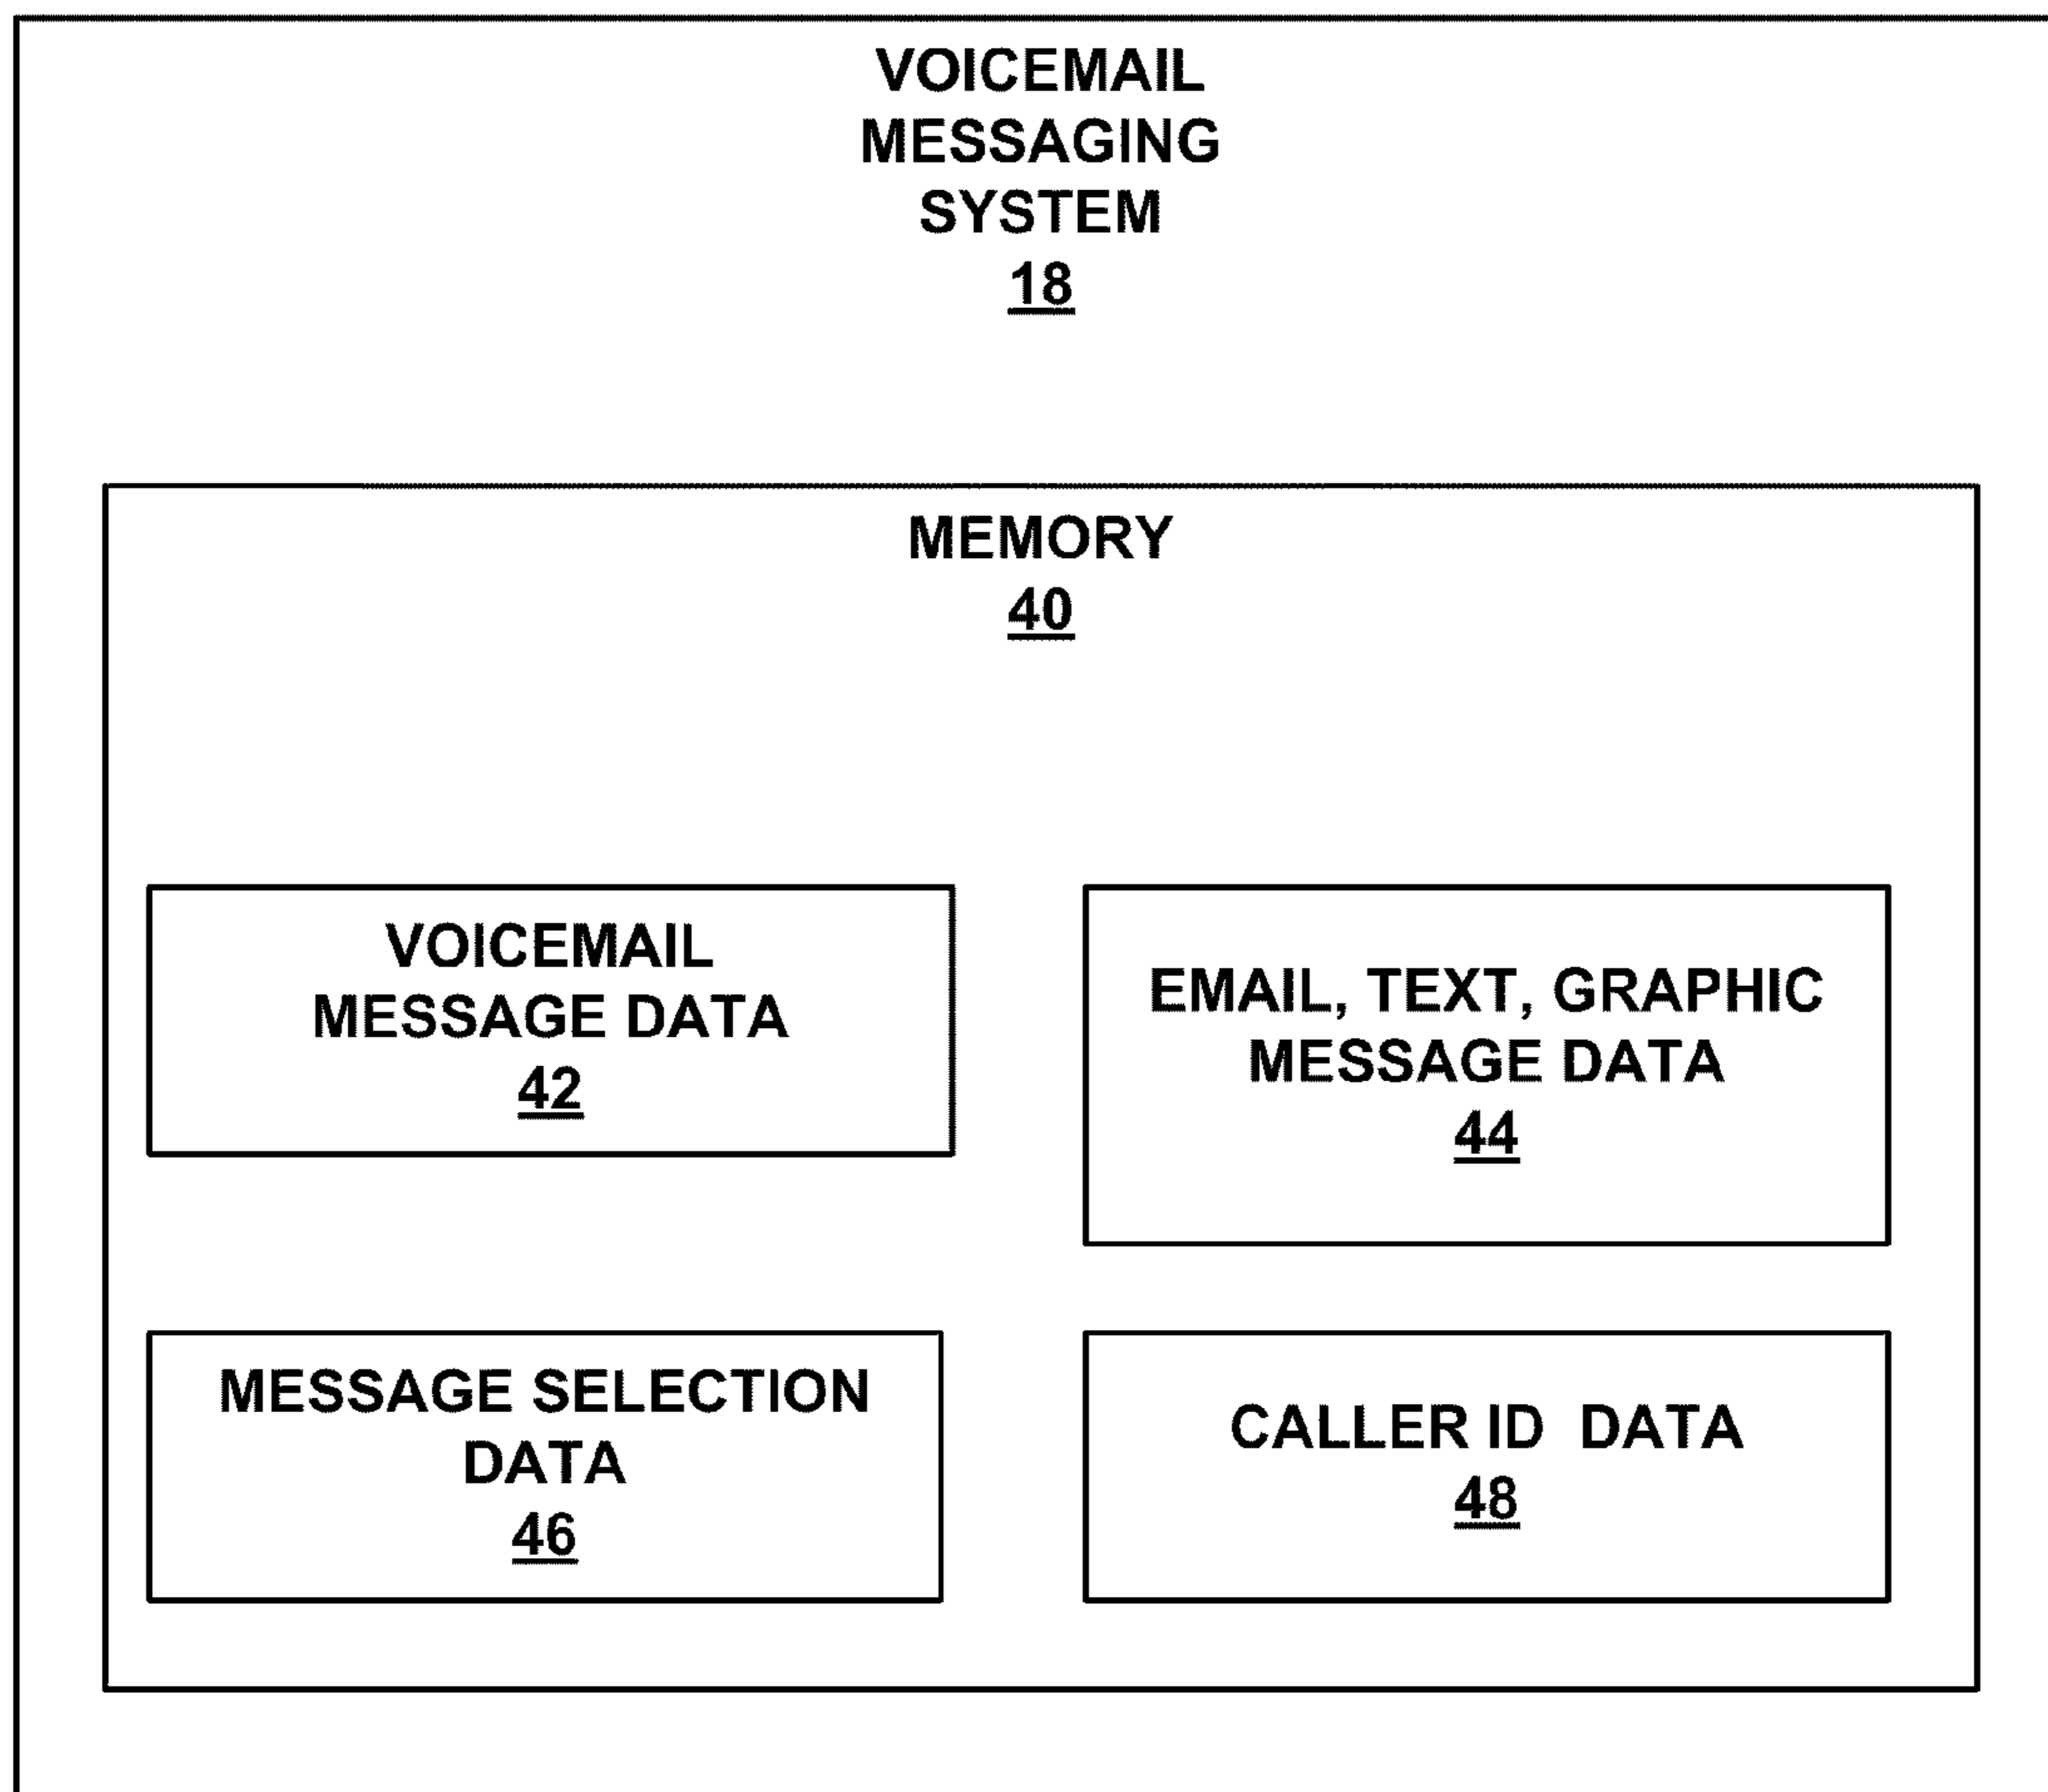 VOICEMAIL
MESSAGING
SYSTEM
18
MEMORY
40
VOICEMAIL
MESSAGE DATA
42
EMAIL, TEXT, GRAPHIC
MESSAGE DATA
44
MESSAGE SELECTION
DATA
46
CALLER ID  DATA
48